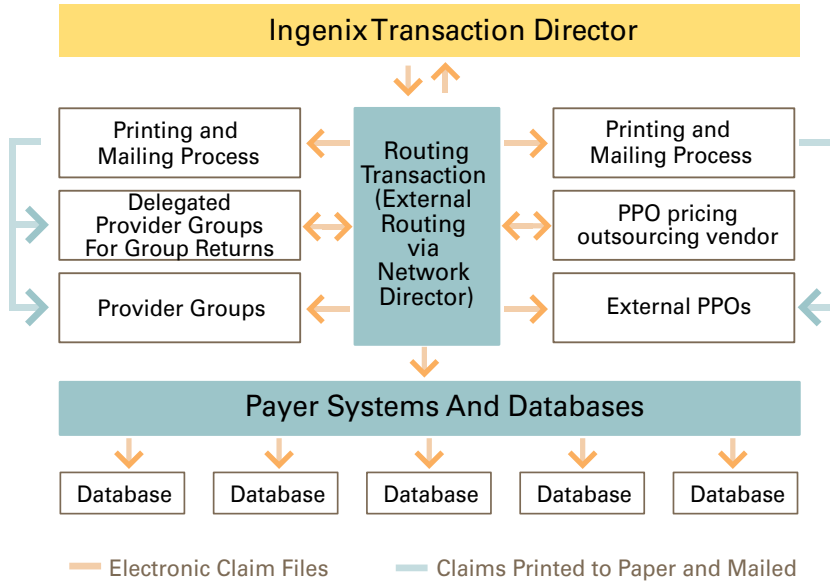 Ingenix Transaction Director
Printing and
Mailing Process
Delegated
Provider Groups
For Group Returns
Provider Groups
Routing
Transaction
(External
Routing
via
Network
Director)
Printing and
Mailing Process
PPO pricing
outsourcing vendor
External PPOs
Payer Systems And Databases
Database
Database
Database
Database
Database
Electronic Claim Files
Claims Printed to Paper and Mailed